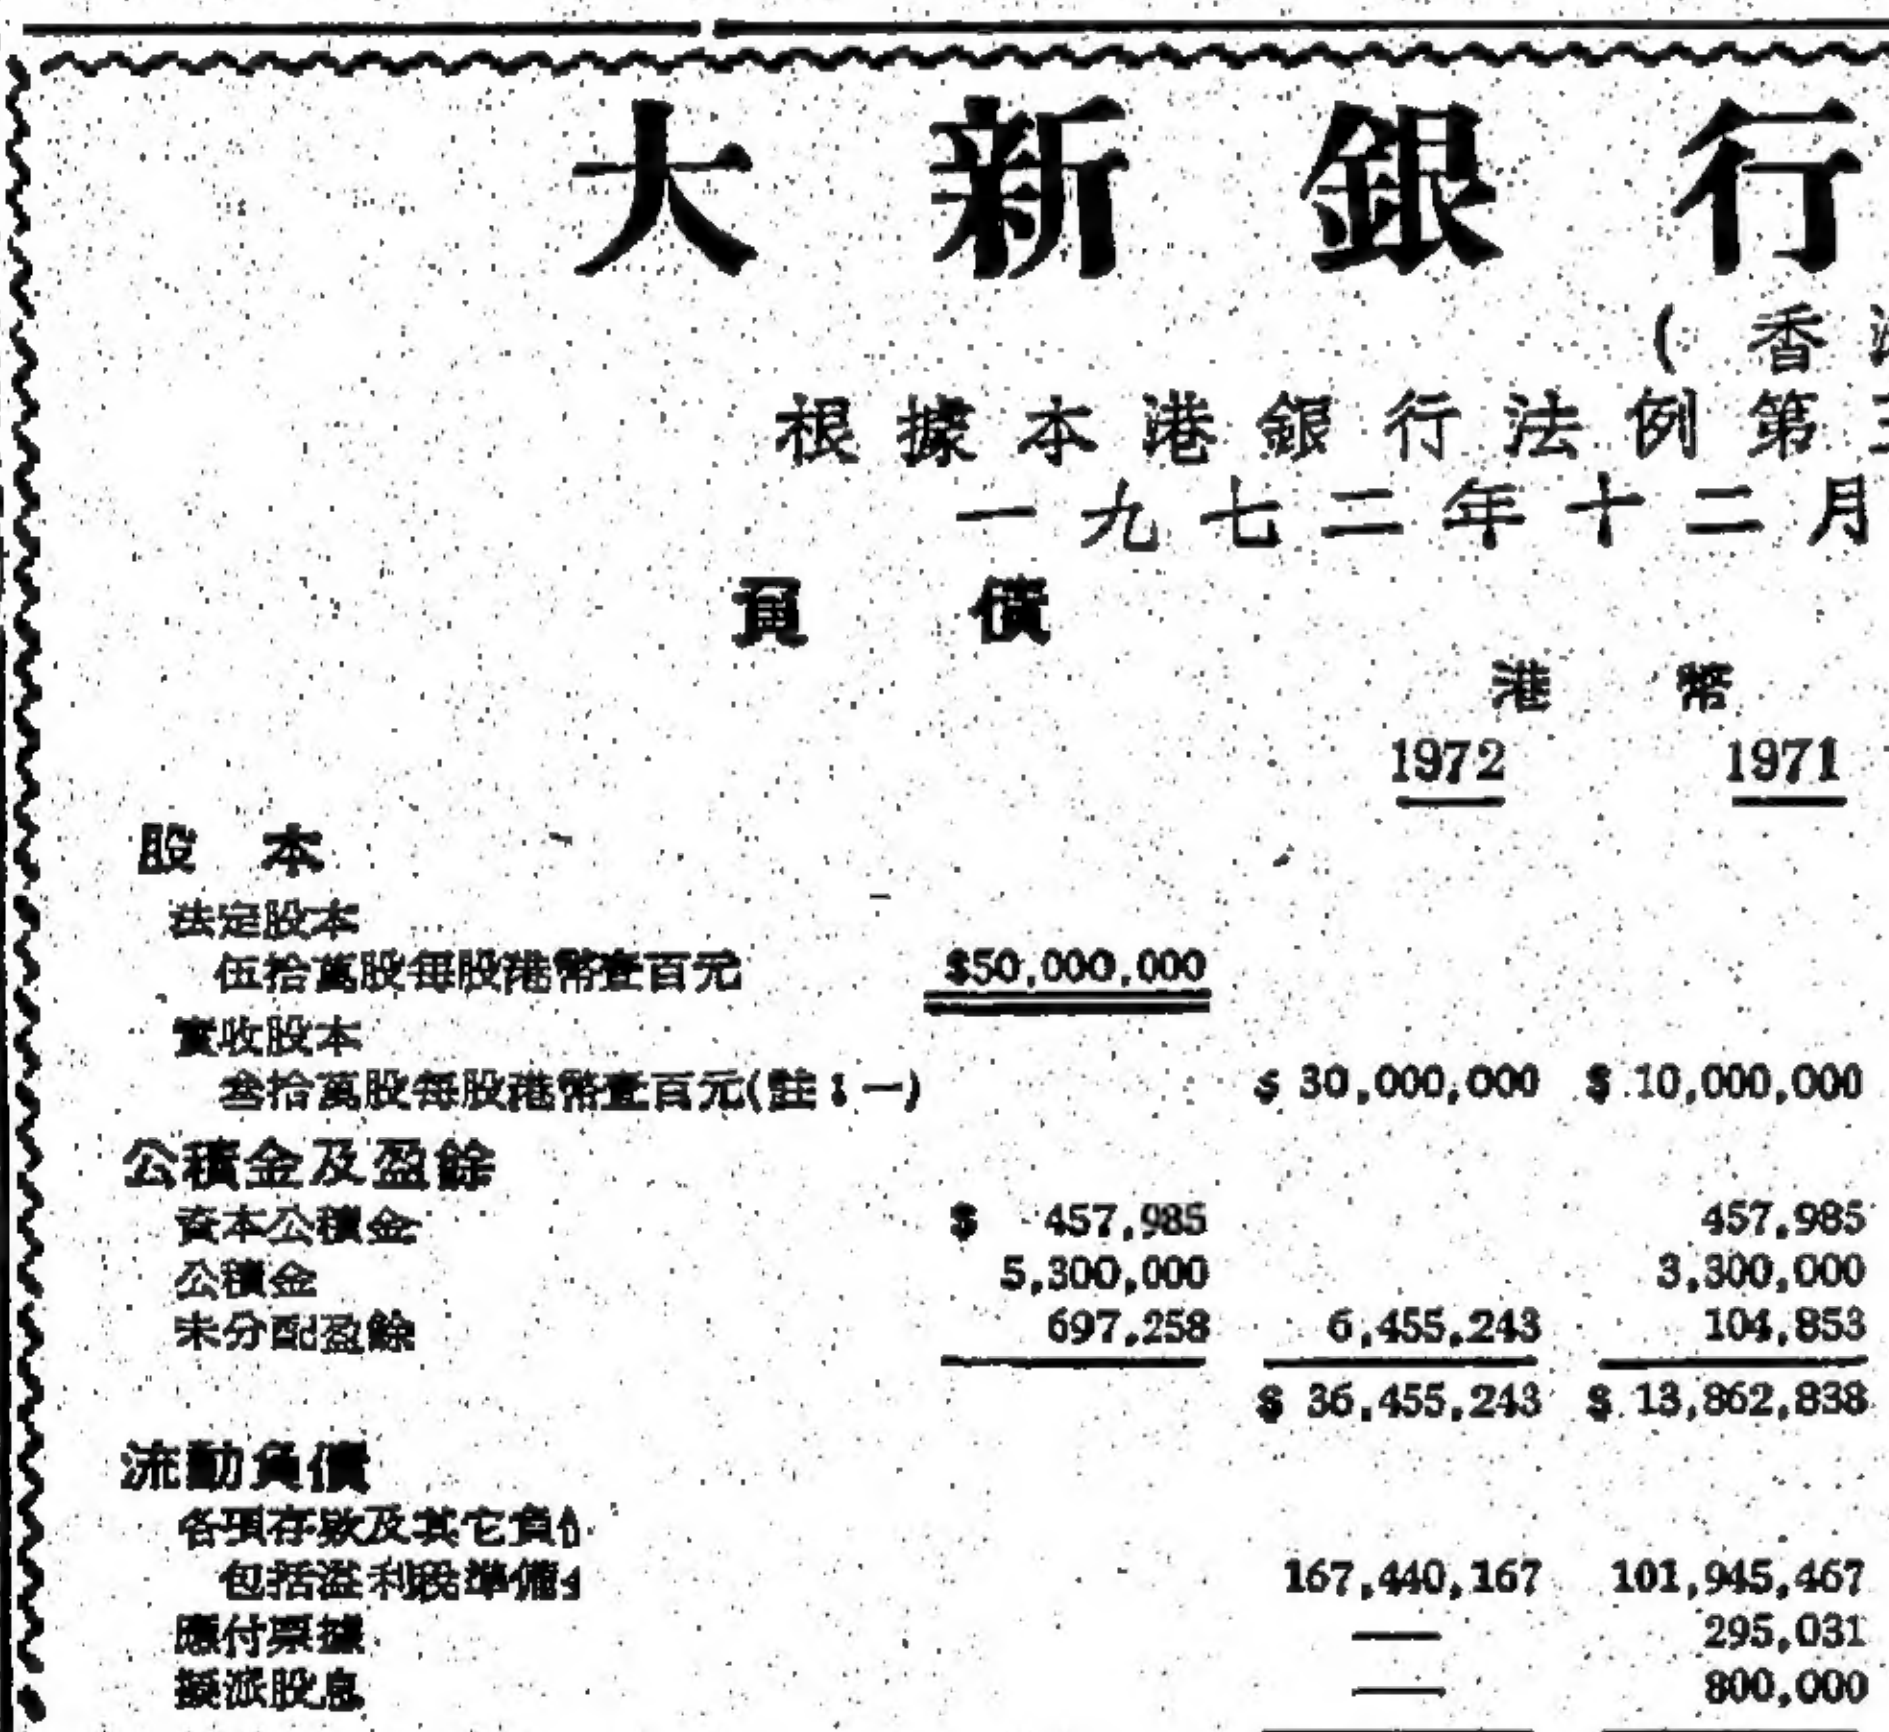 大新銀行
(香
根據本港銀行法例第
一九七二年十二月
負債
港幣
1972 1971
股本
法定股本
伍拾萬股每股港幣壹百元 $50,000,000
實收股本
叁拾萬股每股港幣壹百元(註:一) $ 30,000,000 $ 10,000,000
公積金及盈餘
資本公積金 $ 457,985 457,985
公積金 5,300,000 3,300,000
未分配盈餘 697,258 6,455,243 104,853
$ 36,455,243 $ 13,862,838
流動負債
各項存欵及其它負
包括溢利稅準備 167,440,167 101,945,467
應付票據 — 295,031
擬派股息 — 800,000